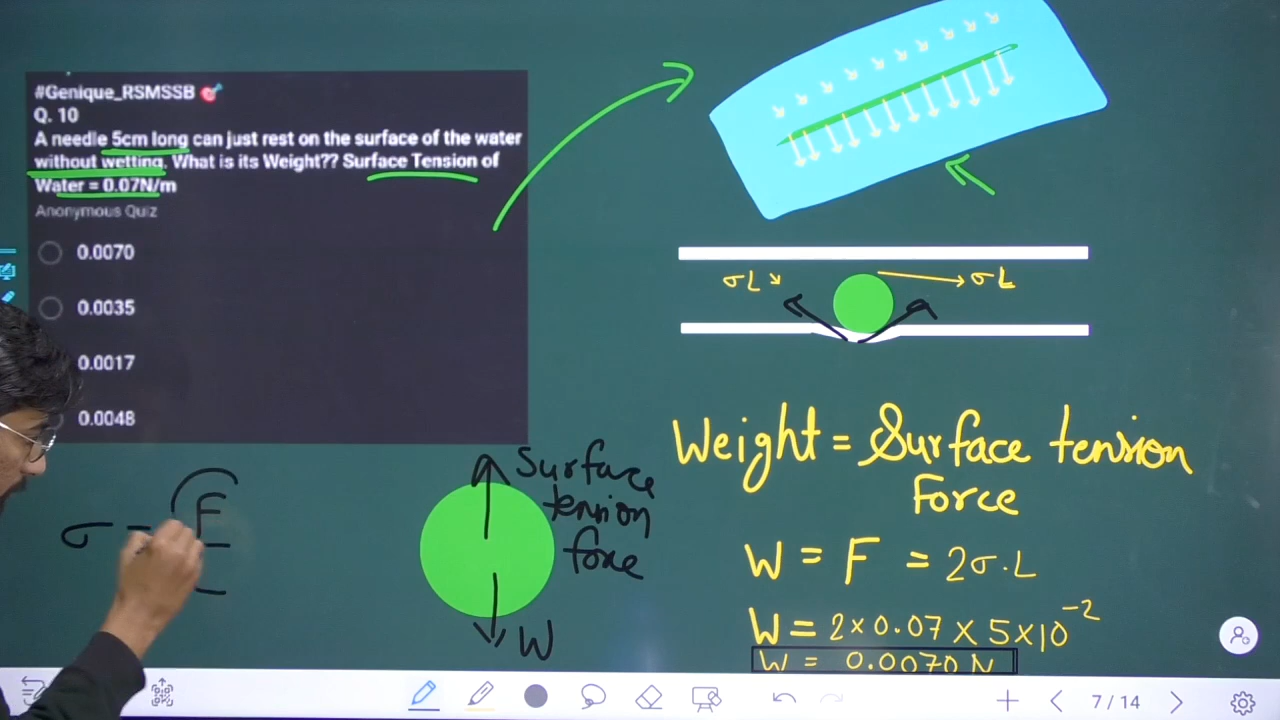 #Genique_RSMSSB
Q. 10
A needle 5cm long can just rest on the surface of the water
without wetting. What is its Weight?? Surface Tension of
Water = 0.07N/m
Anonymous Quiz
0.0070
0.0035
0.0017
0.0048
σL
σL
Weight = Surface tension
Force
W = F = 2σ.L
W = 2×0.07 × 5×10⁻²
W = 0.0070 N
Surface
tension
force
W
σ = F
7 / 14